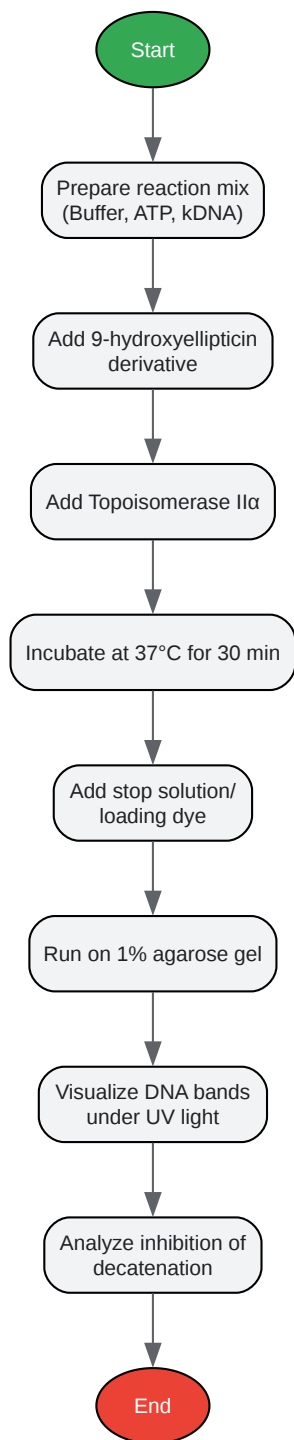 Start
Prepare reaction mix
(Buffer, ATP, kDNA)
Add 9-hydroxyellipticin
derivative
Add Topoisomerase IIα
Incubate at 37°C for 30 min
Add stop solution/
loading dye
Run on 1% agarose gel
Visualize DNA bands
under UV light
Analyze inhibition of
decatenation
End